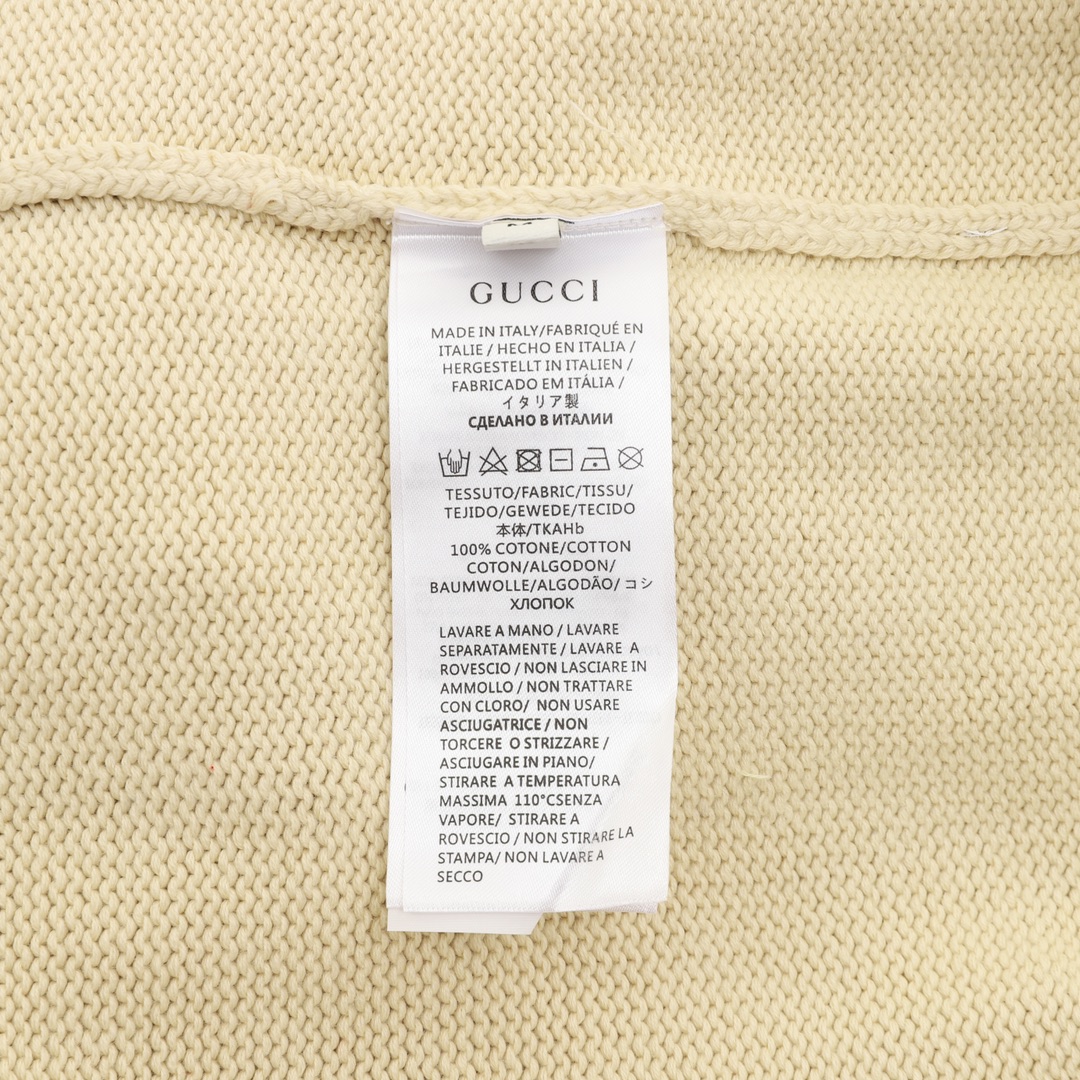 GUCCI
MADE IN ITALY/FABRIQUÉ EN
ITALIE / HECHO EN ITALIA /
HERGESTELLT IN ITALIEN /
FABRICADO EM ITÁLIA /
イタリア製
СДЕЛАНО В ИТАЛИИ
TESSUTO/FABRIC/TISSU/
TEJIDO/GEWEDE/TECIDO
本体/TKAHb
100% COTONE/COTTON
COTON/ALGODON/
BAUMWOLLE/ALGODÃO/ コシ
ХЛОПОК
LAVARE A MANO / LAVARE
SEPARATAMENTE / LAVARE A
ROVESCIO / NON LASCIARE IN
AMMOLLO / NON TRATTARE
CON CLORO/ NON USARE
ASCIUGATRICE / NON
TORCERE O STRIZZARE /
ASCIUGARE IN PIANO/
STIRARE A TEMPERATURA
MASSIMA 110°CSENZA
VAPORE/ STIRARE A
ROVESCIO / NON STIRARE LA
STAMPA/ NON LAVARE A
SECCO